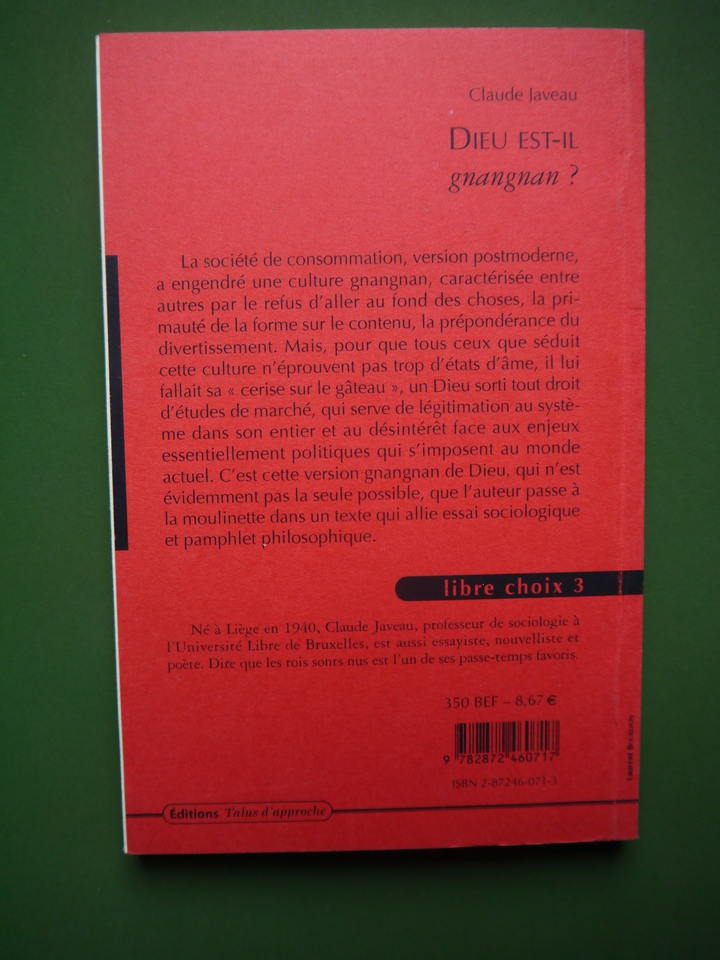 Claude Javeau
DIEU EST-IL
gnangnan ?
La société de consommation, version postmoderne,
a engendré une culture gnangnan, caractérisée entre
autres par le refus d'aller au fond des choses, la pri-
mauté de la forme sur le contenu, la prépondérance du
divertissement. Mais, pour que tous ceux que séduit
cette culture n'éprouvent pas trop d'états d'âme, il lui
fallait sa « cerise sur le gâteau », un Dieu sorti tout droit
d'études de marché, qui serve de légitimation au systè-
me dans son entier et au désintérêt face aux enjeux
essentiellement politiques qui s'imposent au monde
actuel. C'est cette version gnangnan de Dieu, qui n'est
évidemment pas la seule possible, que l'auteur passe à
la moulinette dans un texte qui allie essai sociologique
et pamphlet philosophique.
libre choix 3
Né à Liège en 1940, Claude Javeau, professeur de sociologie à
l'Université Libre de Bruxelles, est aussi essayiste, nouvelliste et
poète. Dire que les rois sonts nus est l'un de ses passe-temps favoris.
350 BEF – 8,67 €
9 782872 460717
ISBN 2-87246-071-3
Éditions Talus d'approche